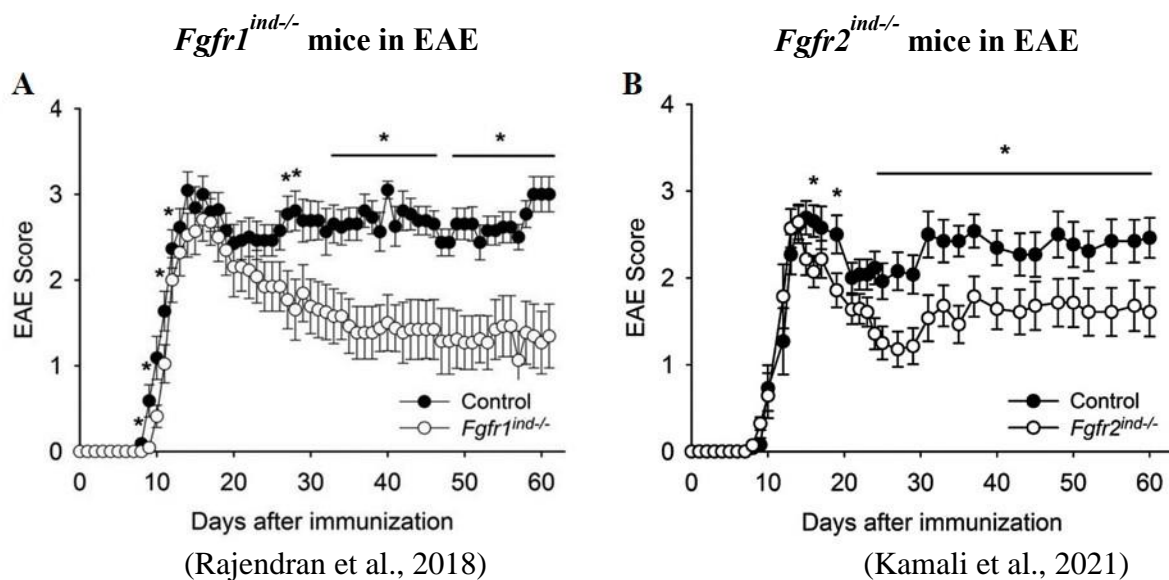 Fgfr1ind-/- mice in EAE
Fgfr2ind-/- mice in EAE
A
4
3
2
1
0
EAE Score
* * * * * *
*
*
Control
Fgfr1ind-/-
0 10 20 30 40 50 60
Days after immunization
(Rajendran et al., 2018)
B
4
3
2
1
0
EAE Score
* *
*
Control
Fgfr2ind-/-
0 10 20 30 40 50 60
Days after immunization
(Kamali et al., 2021)